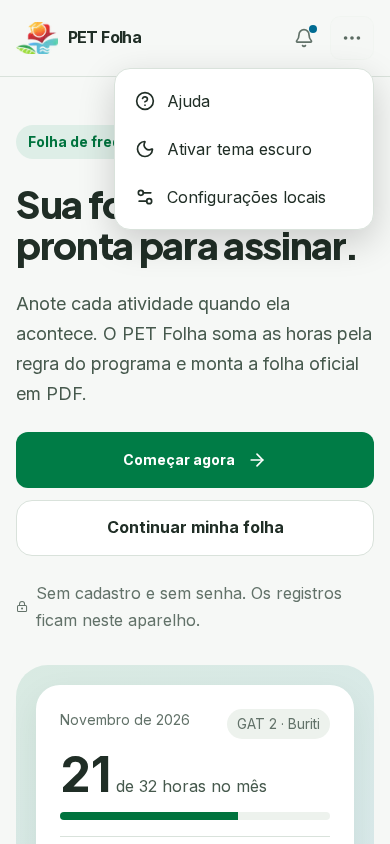 PET Folha
Ajuda
Ativar tema escuro
Configurações locais
Folha de fre
Sua fo
pronta para assinar.
Anote cada atividade quando ela
acontece. O PET Folha soma as horas pela
regra do programa e monta a folha oficial
em PDF.
Começar agora
Continuar minha folha
Sem cadastro e sem senha. Os registros
ficam neste aparelho.
Novembro de 2026
GAT 2 · Buriti
21 de 32 horas no mês